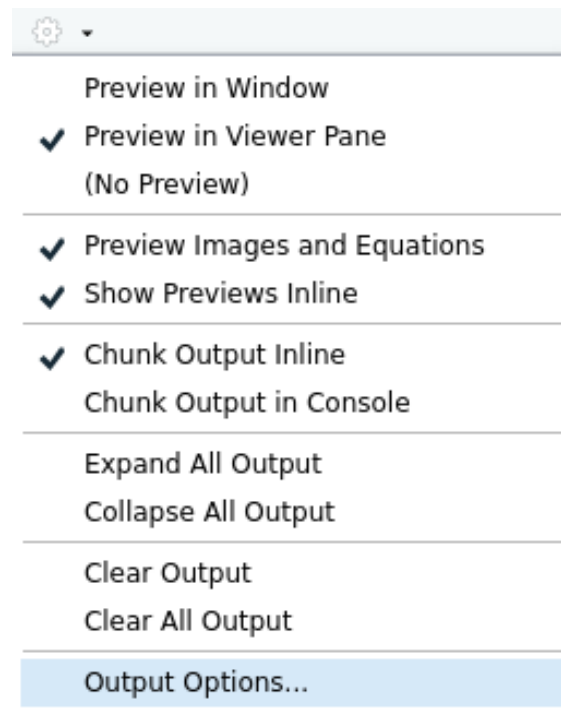 Preview in Window
Preview in Viewer Pane
(No Preview)
Preview Images and Equations
Show Previews Inline
Chunk Output Inline
Chunk Output in Console
Expand All Output
Collapse All Output
Clear Output
Clear All Output
Output Options...